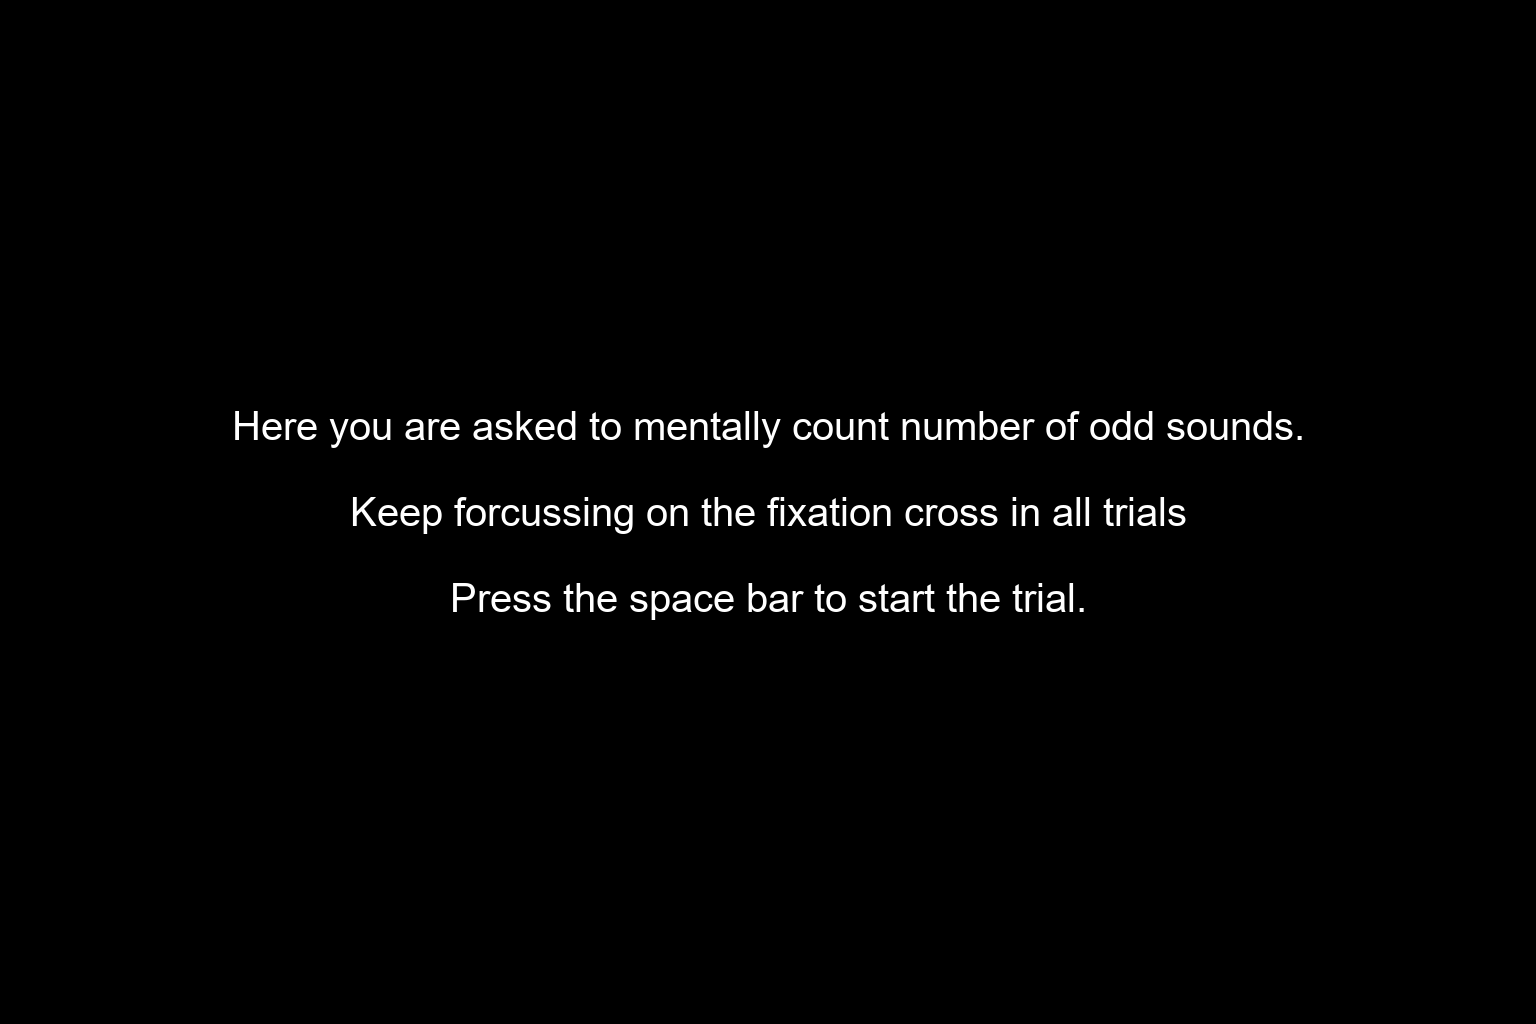 Here you are asked to mentally count number of odd sounds.
Keep forcussing on the fixation cross in all trials
Press the space bar to start the trial.